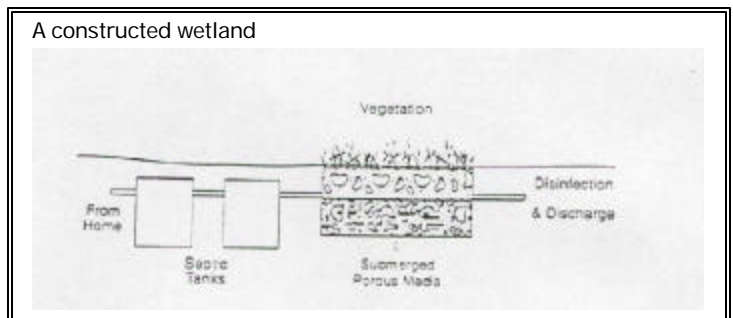 A constructed wetland
Vegetation
From
Home
Septic
Tanks
Submerged
Porous Media
Disinfection
& Discharge